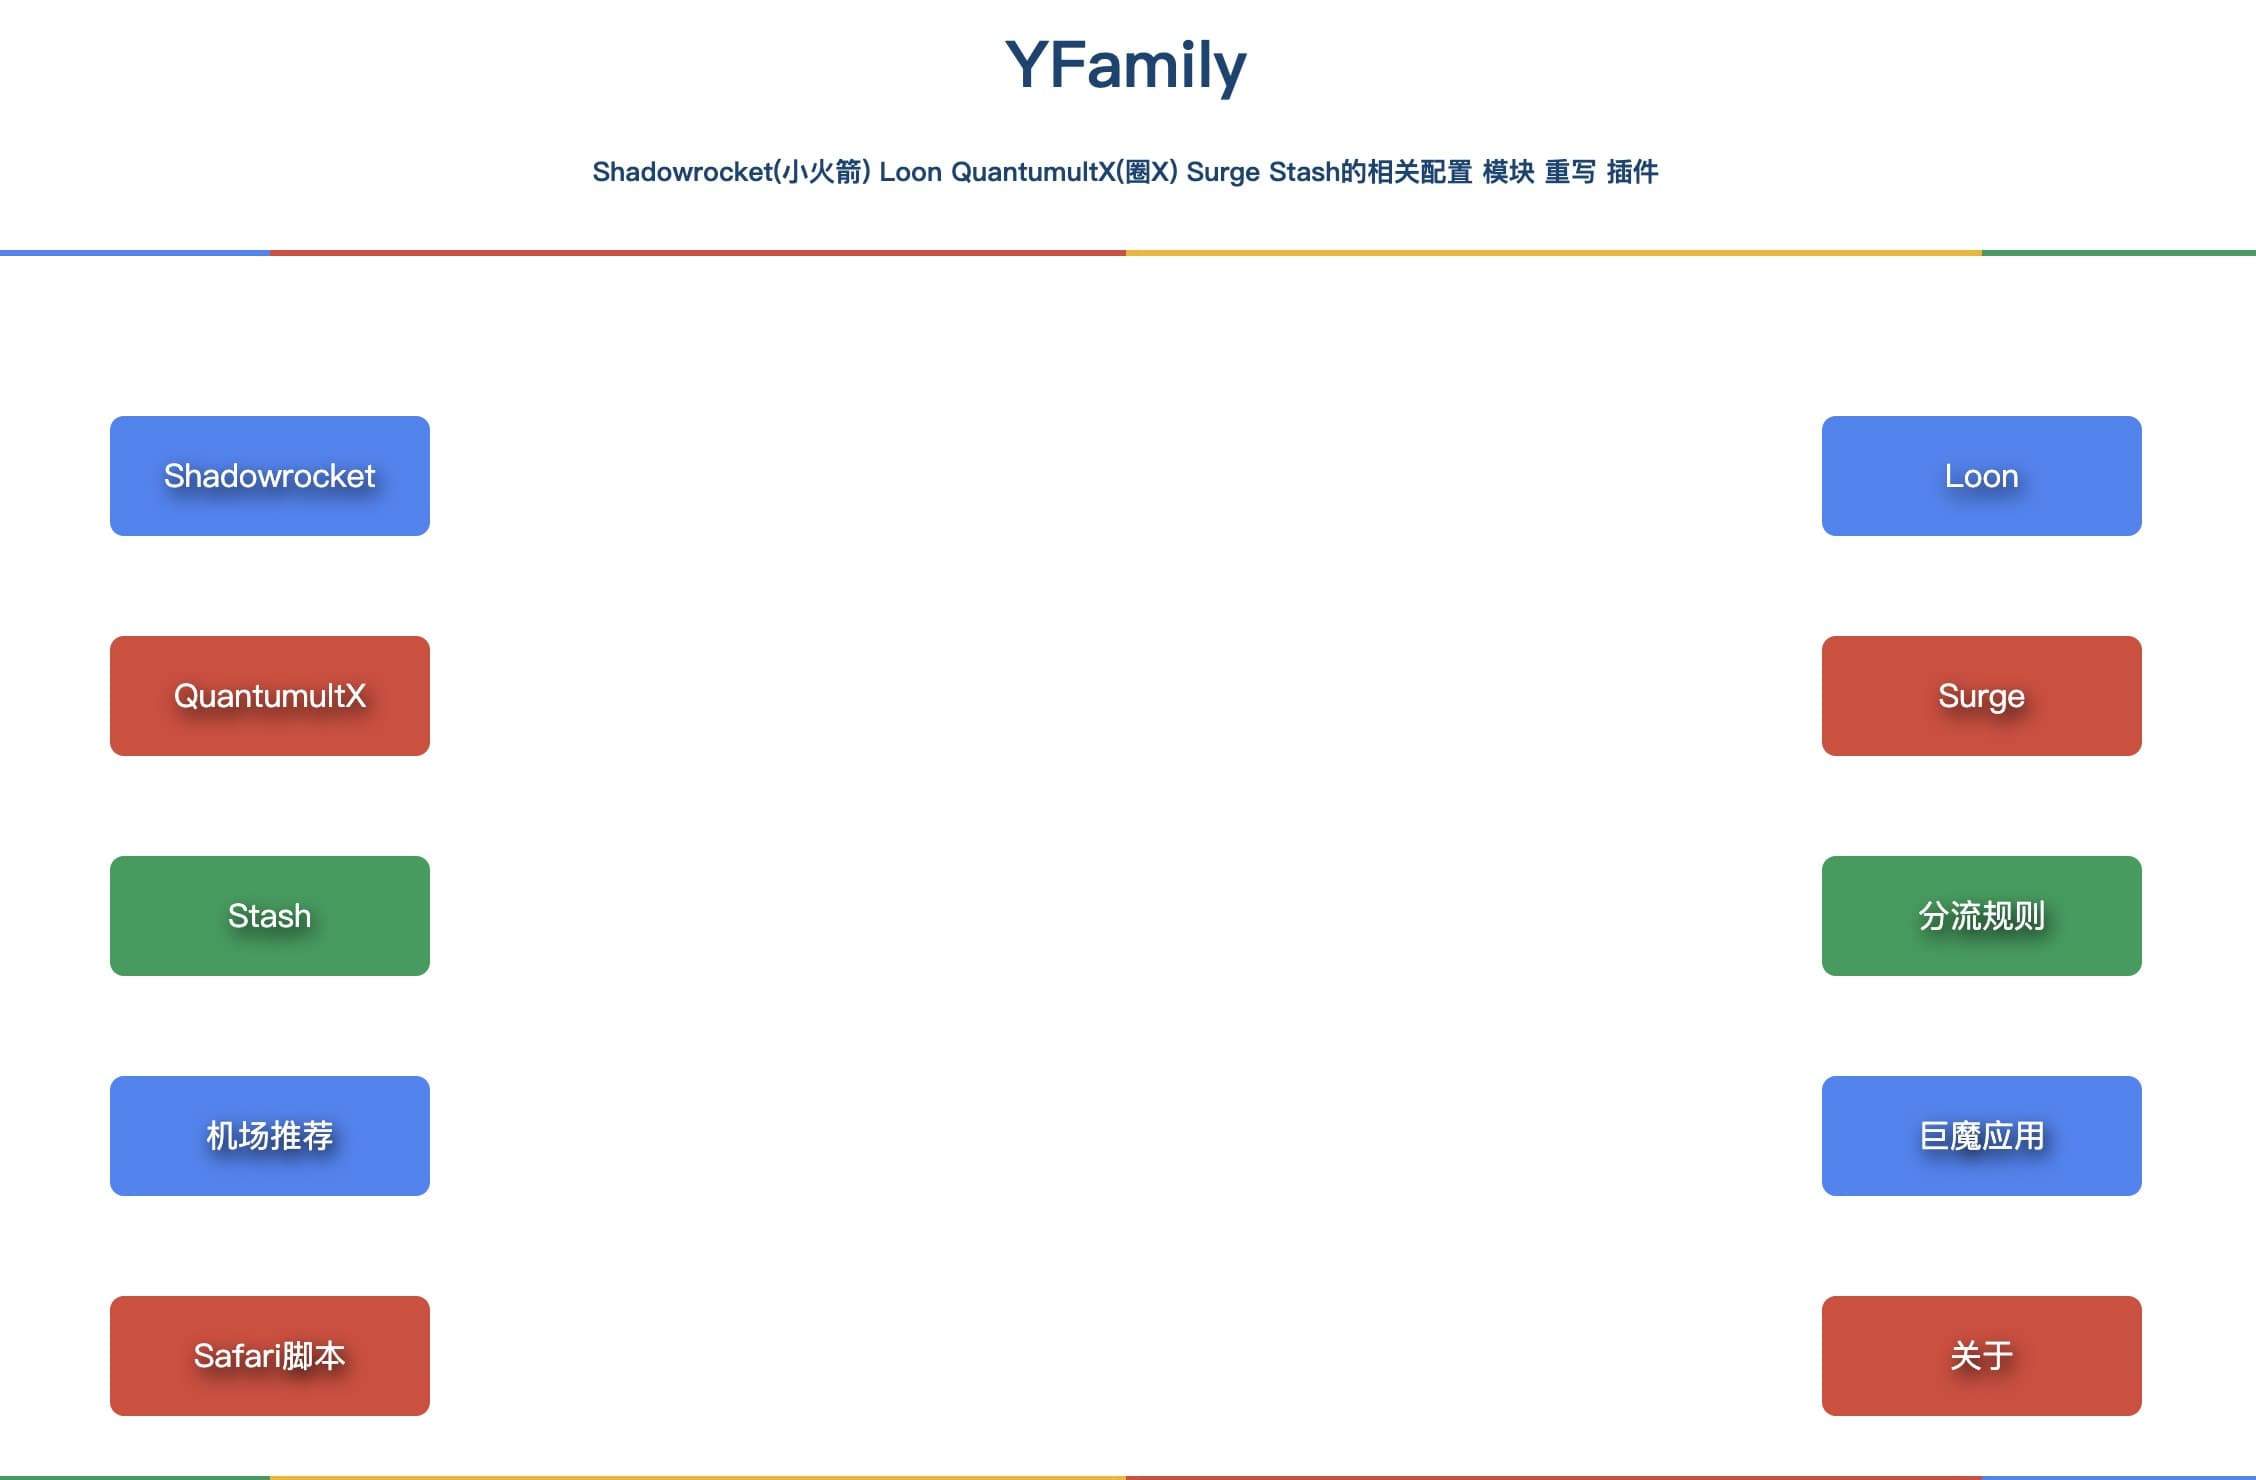 YFamily
Shadowrocket(小火箭) Loon QuantumultX(圈X) Surge Stash的相关配置 模块 重写 插件
Shadowrocket
Loon
QuantumultX
Surge
Stash
分流规则
机场推荐
巨魔应用
Safari脚本
关于